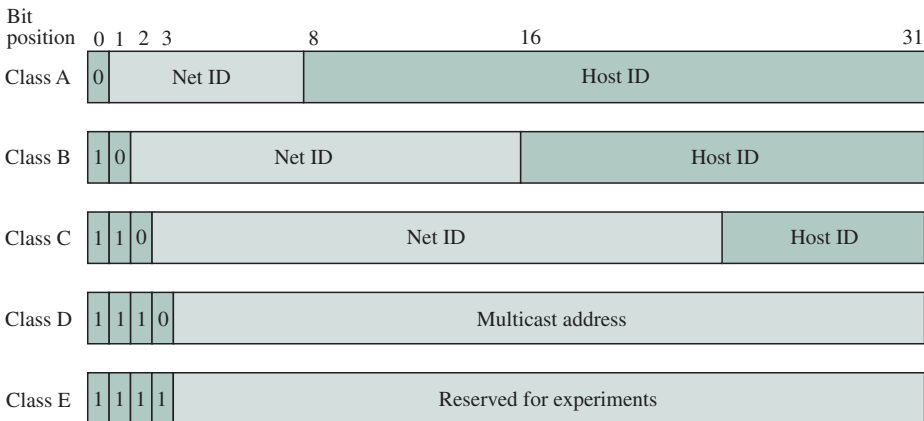 Bit
position 0 1 2 3 8 16 31
Class A 0 Net ID Host ID
Class B 1 0 Net ID Host ID
Class C 1 1 0 Net ID Host ID
Class D 1 1 1 0 Multicast address
Class E 1 1 1 1 Reserved for experiments